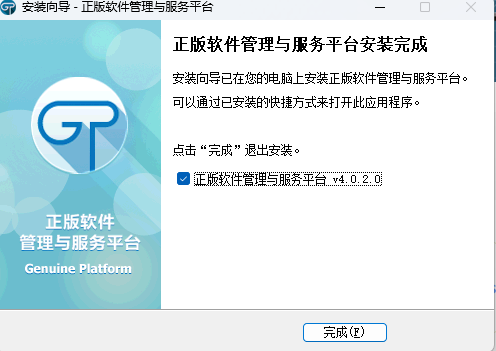 安装向导 - 正版软件管理与服务平台
正版软件管理与服务平台安装完成
安装向导已在您的电脑上安装正版软件管理与服务平台。
可以通过已安装的快捷方式来打开此应用程序。
点击“完成”退出安装。
正版软件管理与服务平台 v4.0.2.0
GT
正版软件
管理与服务平台
Genuine Platform
完成(F)